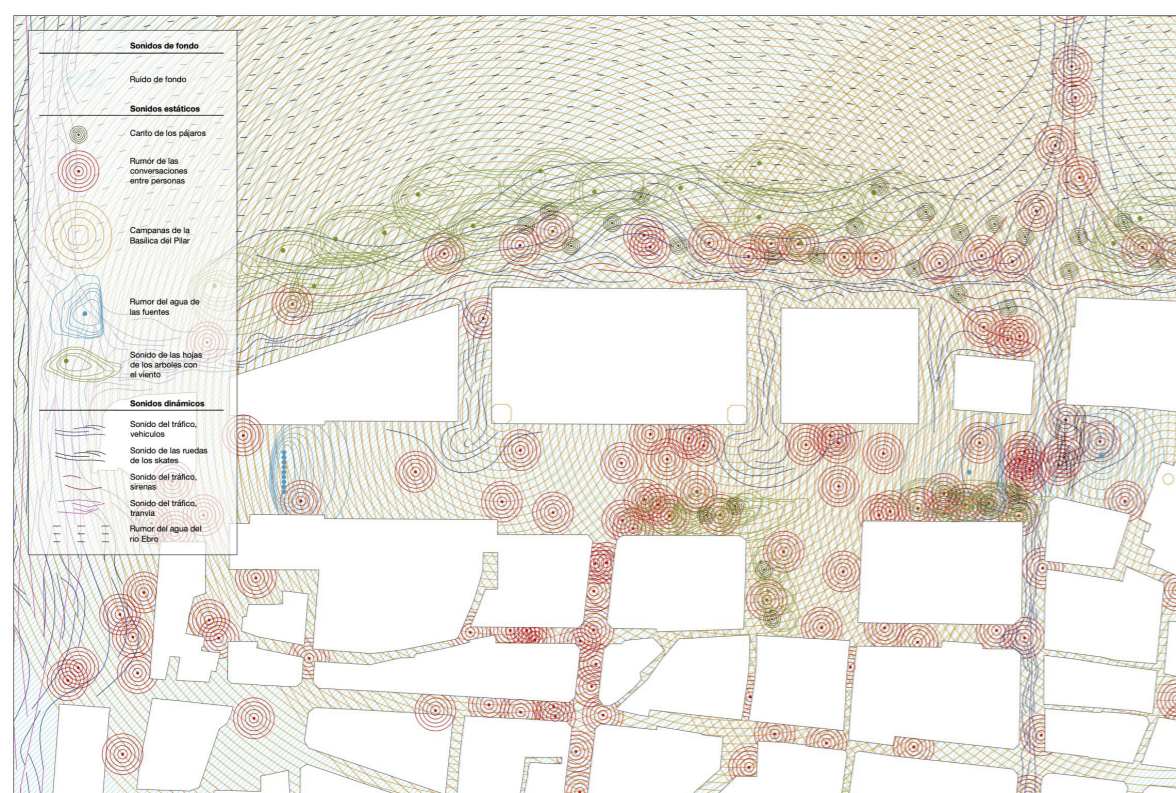 Sonidos de fondo
Ruido de fondo
Sonidos estáticos
Canto de los pájaros
Rumor de las
conversaciones
entre personas
Campanas de la
Basílica del Pilar
Rumor del agua de
las fuentes
Sonido de las hojas
de los arboles con
el viento
Sonidos dinámicos
Sonido del tráfico,
vehículos
Sonido de las ruedas
de los skates
Sonido del tráfico,
sirenas
Sonido del tráfico,
tranvía
Rumor del agua del
río Ebro